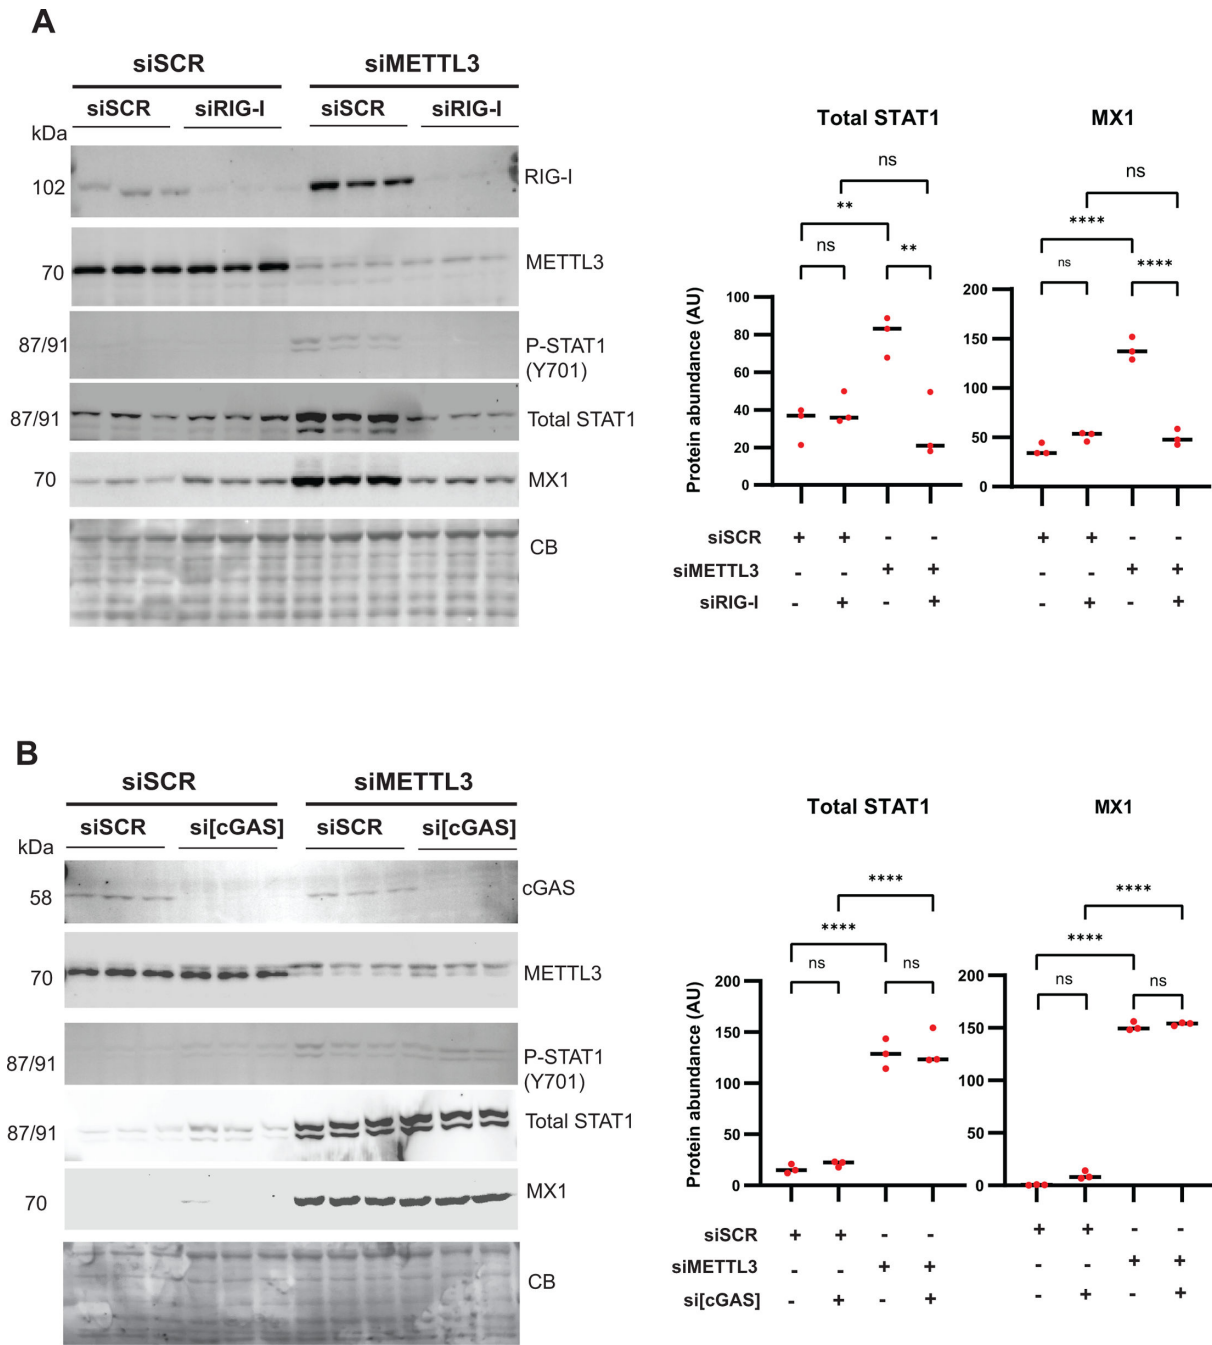 A
siSCR siMETTL3
siSCR siRIG-I siSCR siRIG-I
kDa
102 RIG-I
70 METTL3
87/91 P-STAT1
(Y701)
87/91 Total STAT1
70 MX1
CB
Total STAT1
ns
**
ns **
Protein abundance (AU)
100
80
60
40
20
0
MX1
ns
****
ns ****
200
150
100
50
0
siSCR + + - - + + - -
siMETTL3 - - + + - - + +
siRIG-I - + - + - + - +
B
siSCR siMETTL3
siSCR si[cGAS] siSCR si[cGAS]
kDa
58 cGAS
70 METTL3
87/91 P-STAT1
(Y701)
87/91 Total STAT1
70 MX1
CB
Total STAT1
****
****
ns ns
Protein abundance (AU)
200
150
100
50
0
MX1
****
****
ns ns
200
150
100
50
0
siSCR + + - - + + - -
siMETTL3 - - + + - - + +
si[cGAS] - + - + - + - +